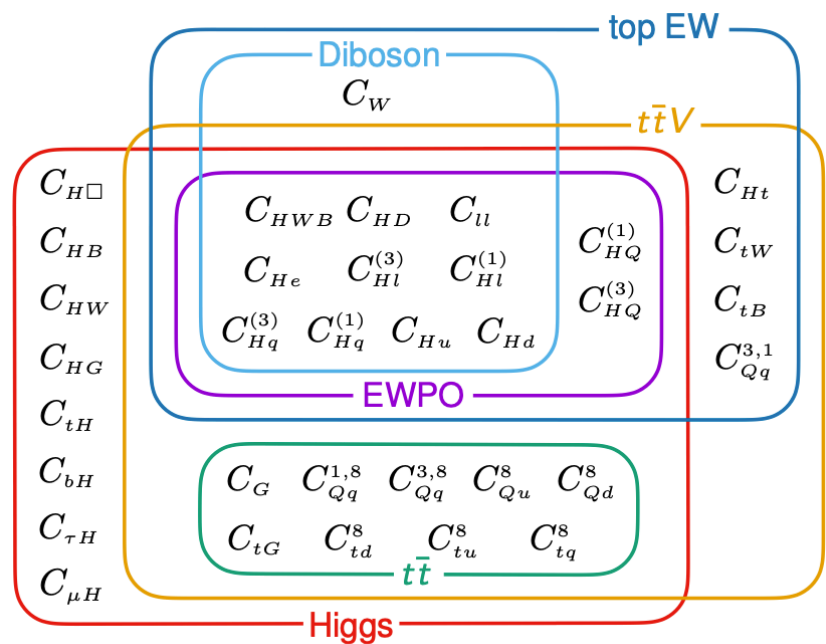 top EW
Diboson
C_W
tt̄V
C_{H□}
C_{HWB} C_{HD} C_{ll}
C_{Ht}
C_{HB}
C_{HQ}^{(1)}
C_{tW}
C_{He} C_{Hl}^{(3)} C_{Hl}^{(1)}
C_{HW}
C_{HQ}^{(3)}
C_{tB}
C_{Hq}^{(3)} C_{Hq}^{(1)} C_{Hu} C_{Hd}
C_{HG}
C_{Qq}^{3,1}
EWPO
C_{tH}
C_{bH}
C_G C_{Qq}^{1,8} C_{Qq}^{3,8} C_{Qu}^8 C_{Qd}^8
C_{τH}
C_{tG} C_{td}^8 C_{tu}^8 C_{tq}^8
C_{μH}
tt̄
Higgs